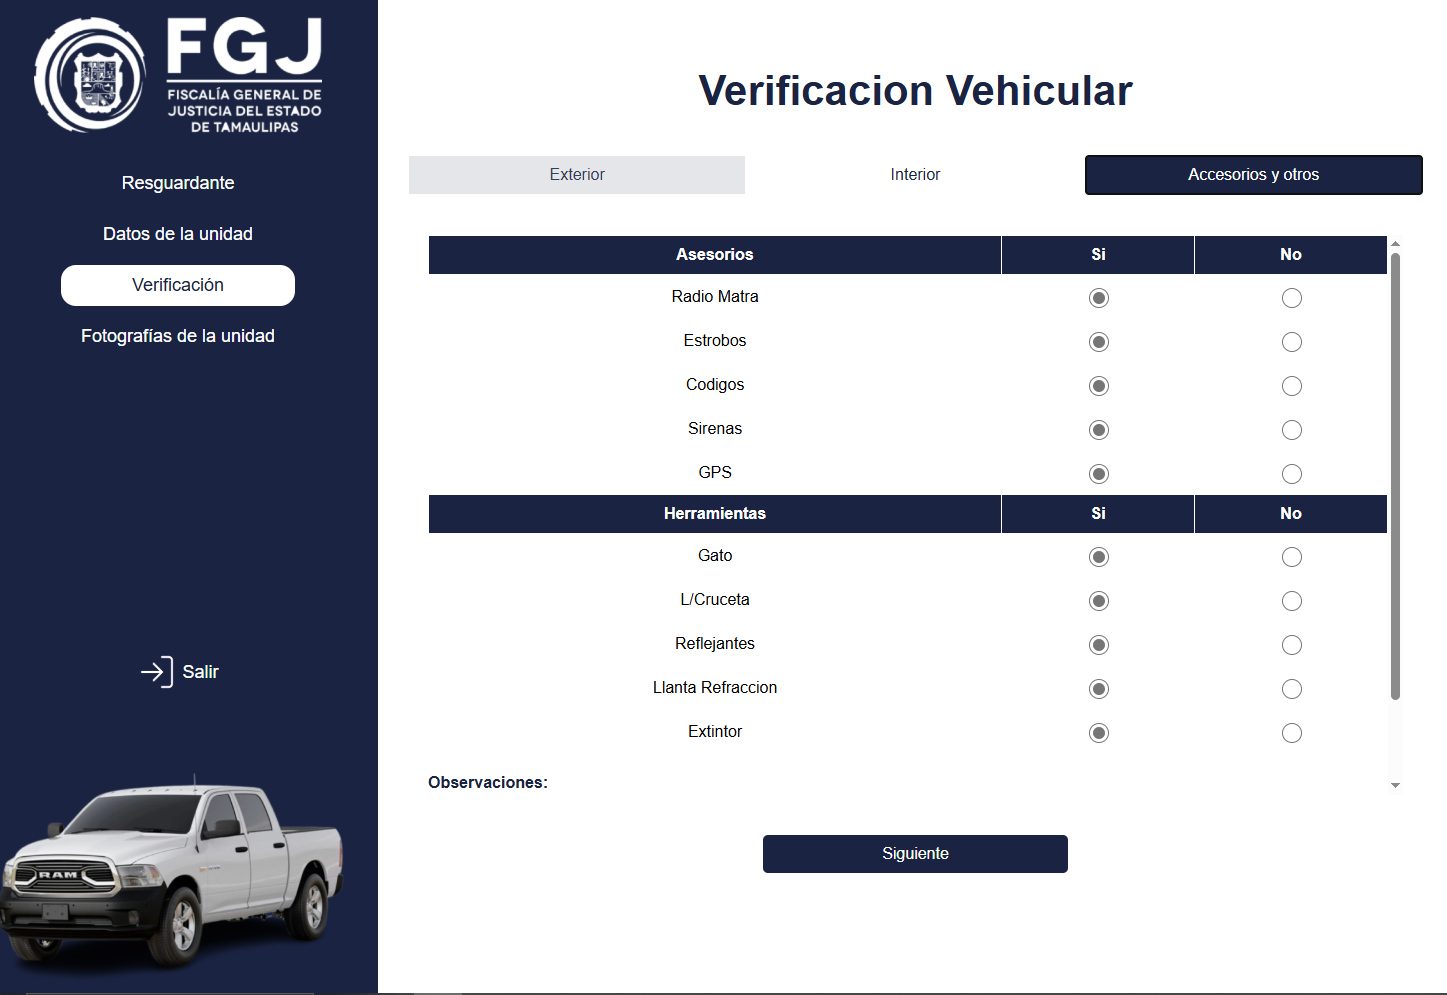 FGJ
FISCALÍA GENERAL DE
JUSTICIA DEL ESTADO
DE TAMAULIPAS
Resguardante
Datos de la unidad
Verificación
Fotografías de la unidad
Salir
RAM
Verificacion Vehicular
Exterior Interior Accesorios y otros
Asesorios Si No
Radio Matra
Estrobos
Codigos
Sirenas
GPS
Herramientas Si No
Gato
L/Cruceta
Reflejantes
Llanta Refraccion
Extintor
Observaciones:
Siguiente